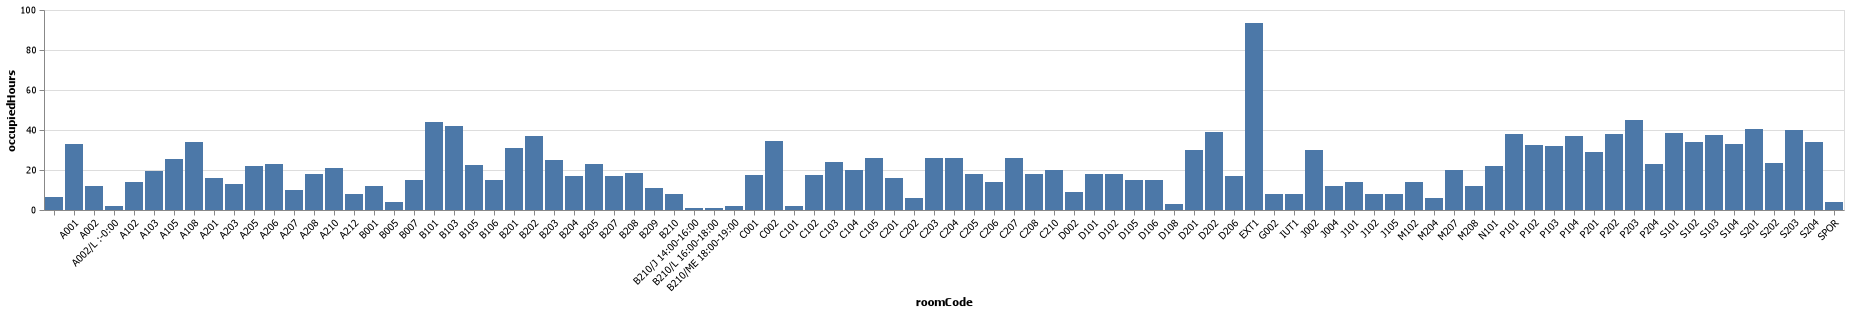 100
80
60
40
20
0
occupiedHours
A001
A002
A002/L :-0:00
A102
A103
A105
A108
A201
A203
A205
A206
A207
A208
A210
A212
B001
B005
B007
B101
B103
B105
B106
B201
B202
B203
B204
B205
B207
B208
B209
B210
B210/J 14:00-16:00
B210/L 16:00-18:00
B210/ME 18:00-19:00
C001
C002
C101
C102
C103
C104
C105
C201
C202
C203
C204
C205
C206
C207
C208
C210
D002
D101
D102
D105
D106
D108
D201
D202
D206
EXT1
G002
IUT1
J002
J004
J101
J102
J105
M102
M204
M207
M208
N101
P101
P102
P103
P104
P201
P202
P203
P204
S101
S102
S103
S104
S201
S202
S203
S204
SPOR
roomCode